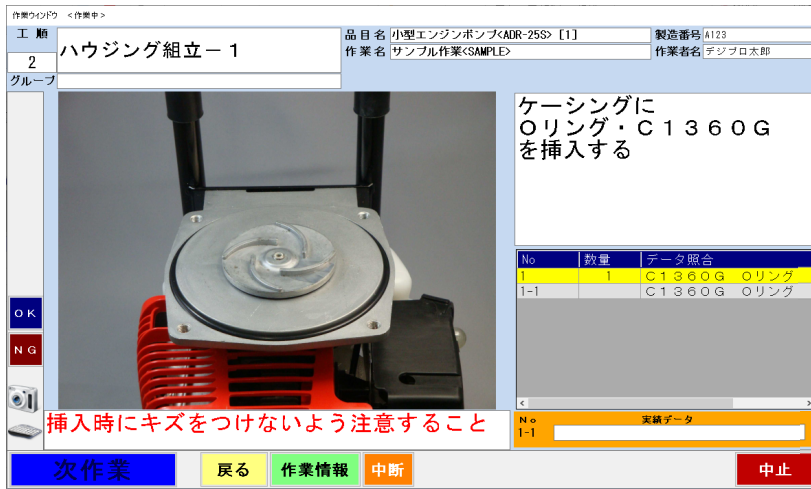 作業ウインドウ <作業中>
工 順
2
ハウジング組立－１
品 目 名 小型エンジンポンプ<ADR-25S> [1]
作 業 名 サンプル作業<SAMPLE>
製造番号 A123
作業者名 デジブロ太郎
グループ
ケーシングに
Ｏリング・Ｃ１３６０Ｇ
を挿入する
No 数量 データ照合
1 1 Ｃ１３６０Ｇ Ｏリング
1-1 Ｃ１３６０Ｇ Ｏリング
ＯＫ
ＮＧ
挿入時にキズをつけないよう注意すること
Ｎｏ 実績データ
1-1
次作業 戻る 作業情報 中断 中止